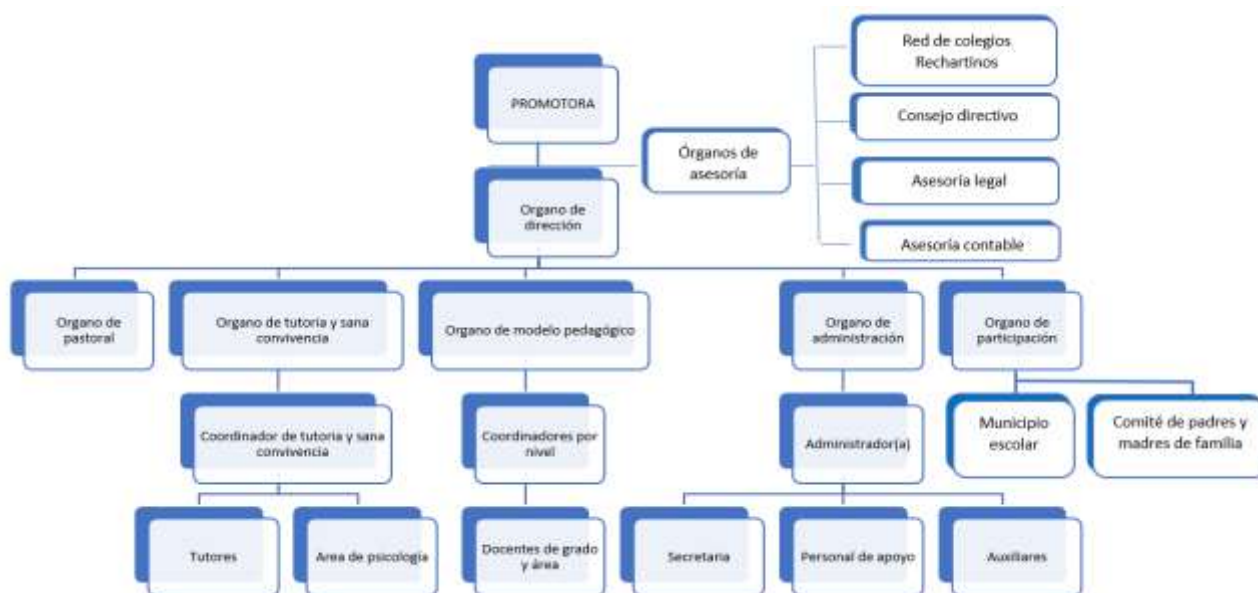 Red de colegios
Rechartinos
PROMOTORA
Consejo directivo
Órganos de
asesoría
Asesoría legal
Organo de
dirección
Asesoría contable
Organo de
pastoral
Organo de tutoria y sana
convivencia
Organo de modelo pedagógico
Organo de
administración
Organo de
participación
Coordinador de tutoria y sana
convivencia
Coordinadores por
nivel
Administrador(a)
Municipio
escolar
Comité de padres y
madres de familia
Tutores
Area de psicología
Docentes de grado
y área
Secretaria
Personal de apoyo
Auxiliares